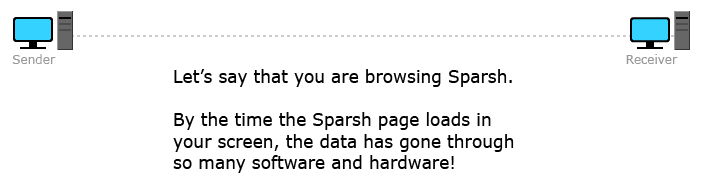 Sender
Receiver
Let’s say that you are browsing Sparsh.
By the time the Sparsh page loads in
your screen, the data has gone through
so many software and hardware!